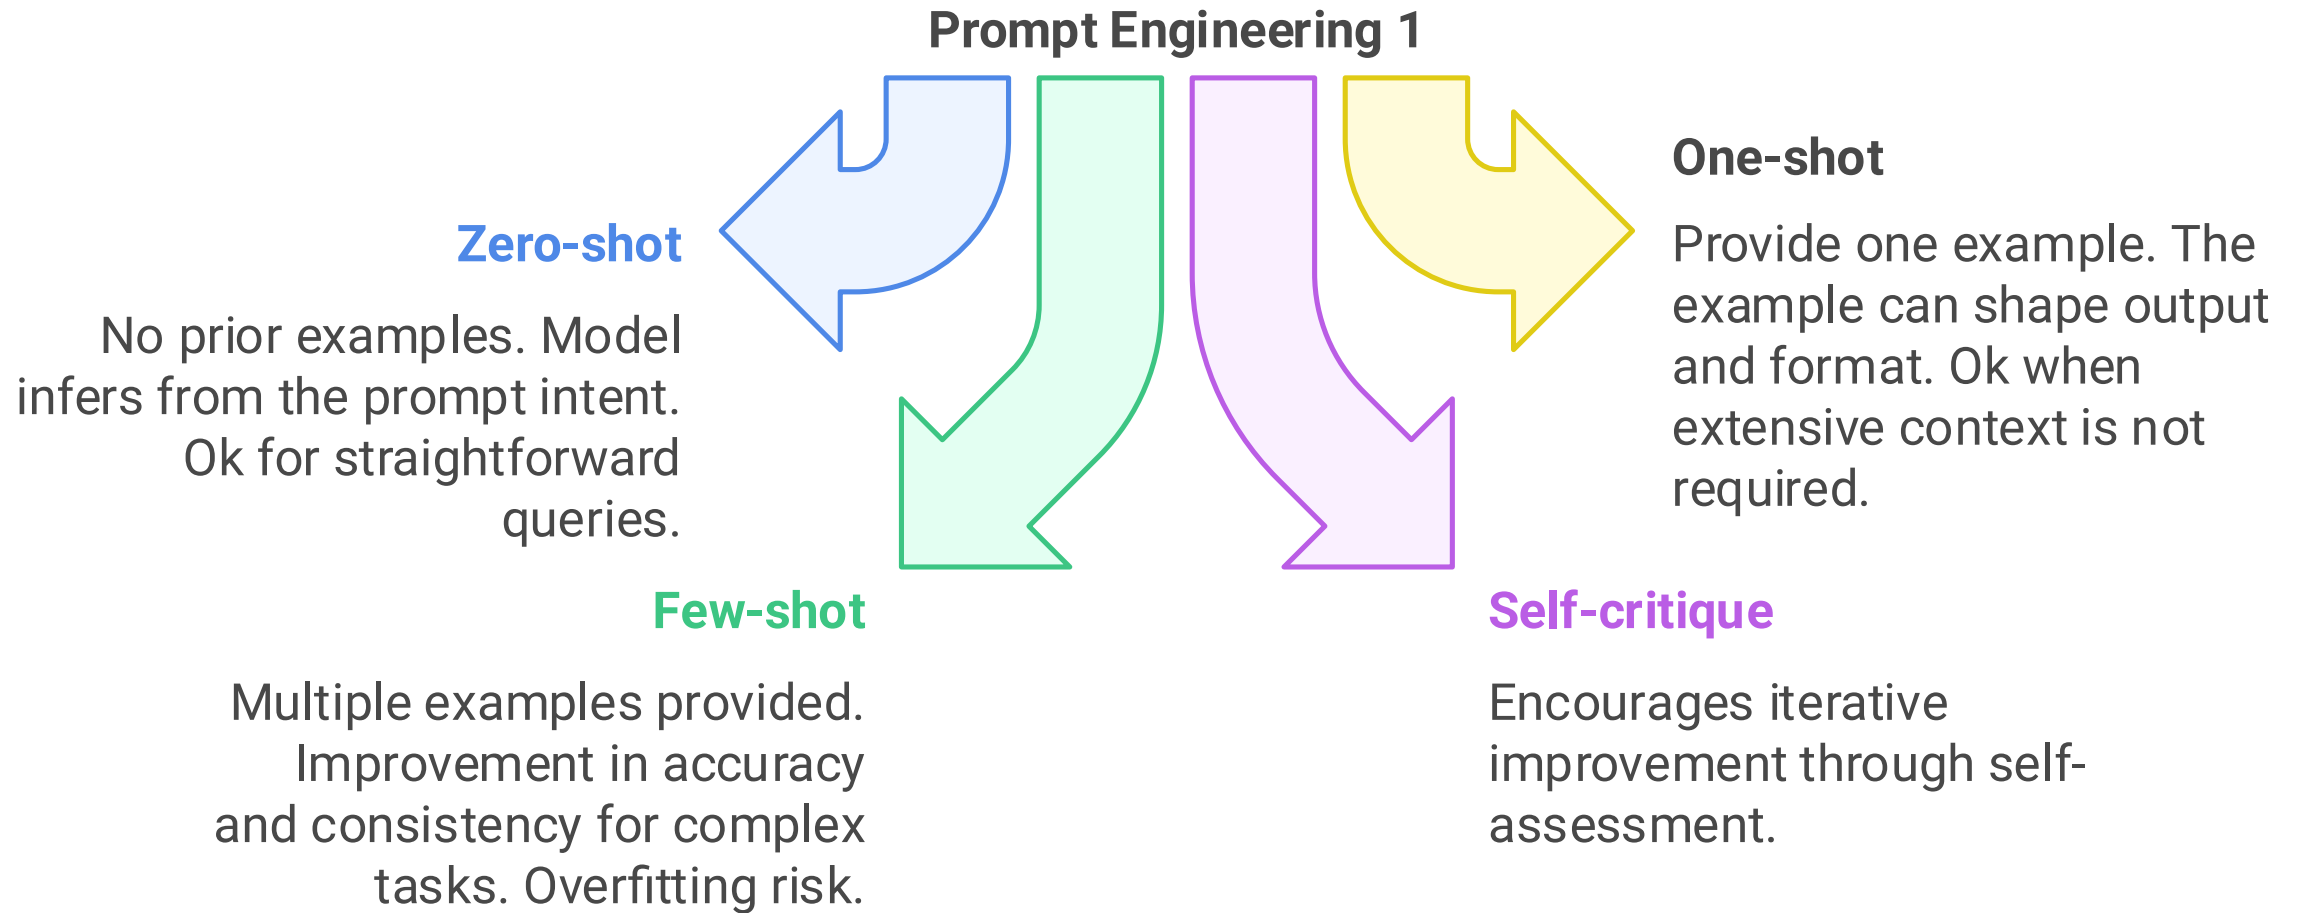 Prompt Engineering 1
Zero-shot
No prior examples. Model
infers from the prompt intent.
Ok for straightforward
queries.
One-shot
Provide one example. The
example can shape output
and format. Ok when
extensive context is not
required.
Few-shot
Multiple examples provided.
Improvement in accuracy
and consistency for complex
tasks. Overfitting risk.
Self-critique
Encourages iterative
improvement through self-
assessment.